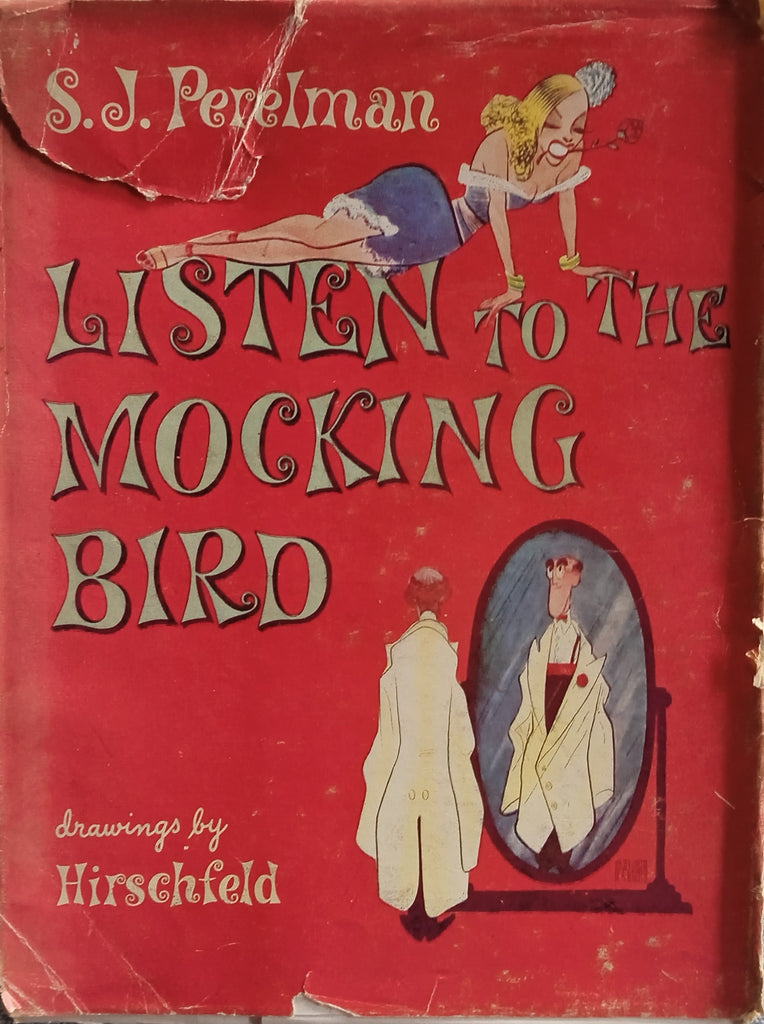 S. J. Perelman
LISTEN TO THE
MOCKING
BIRD
drawings by
Hirschfeld